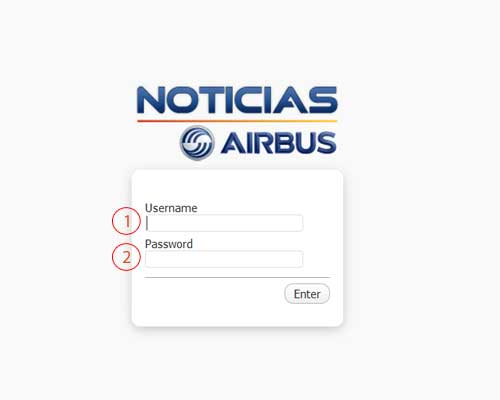 NOTICIAS
AIRBUS
Username
1
Password
2
Enter